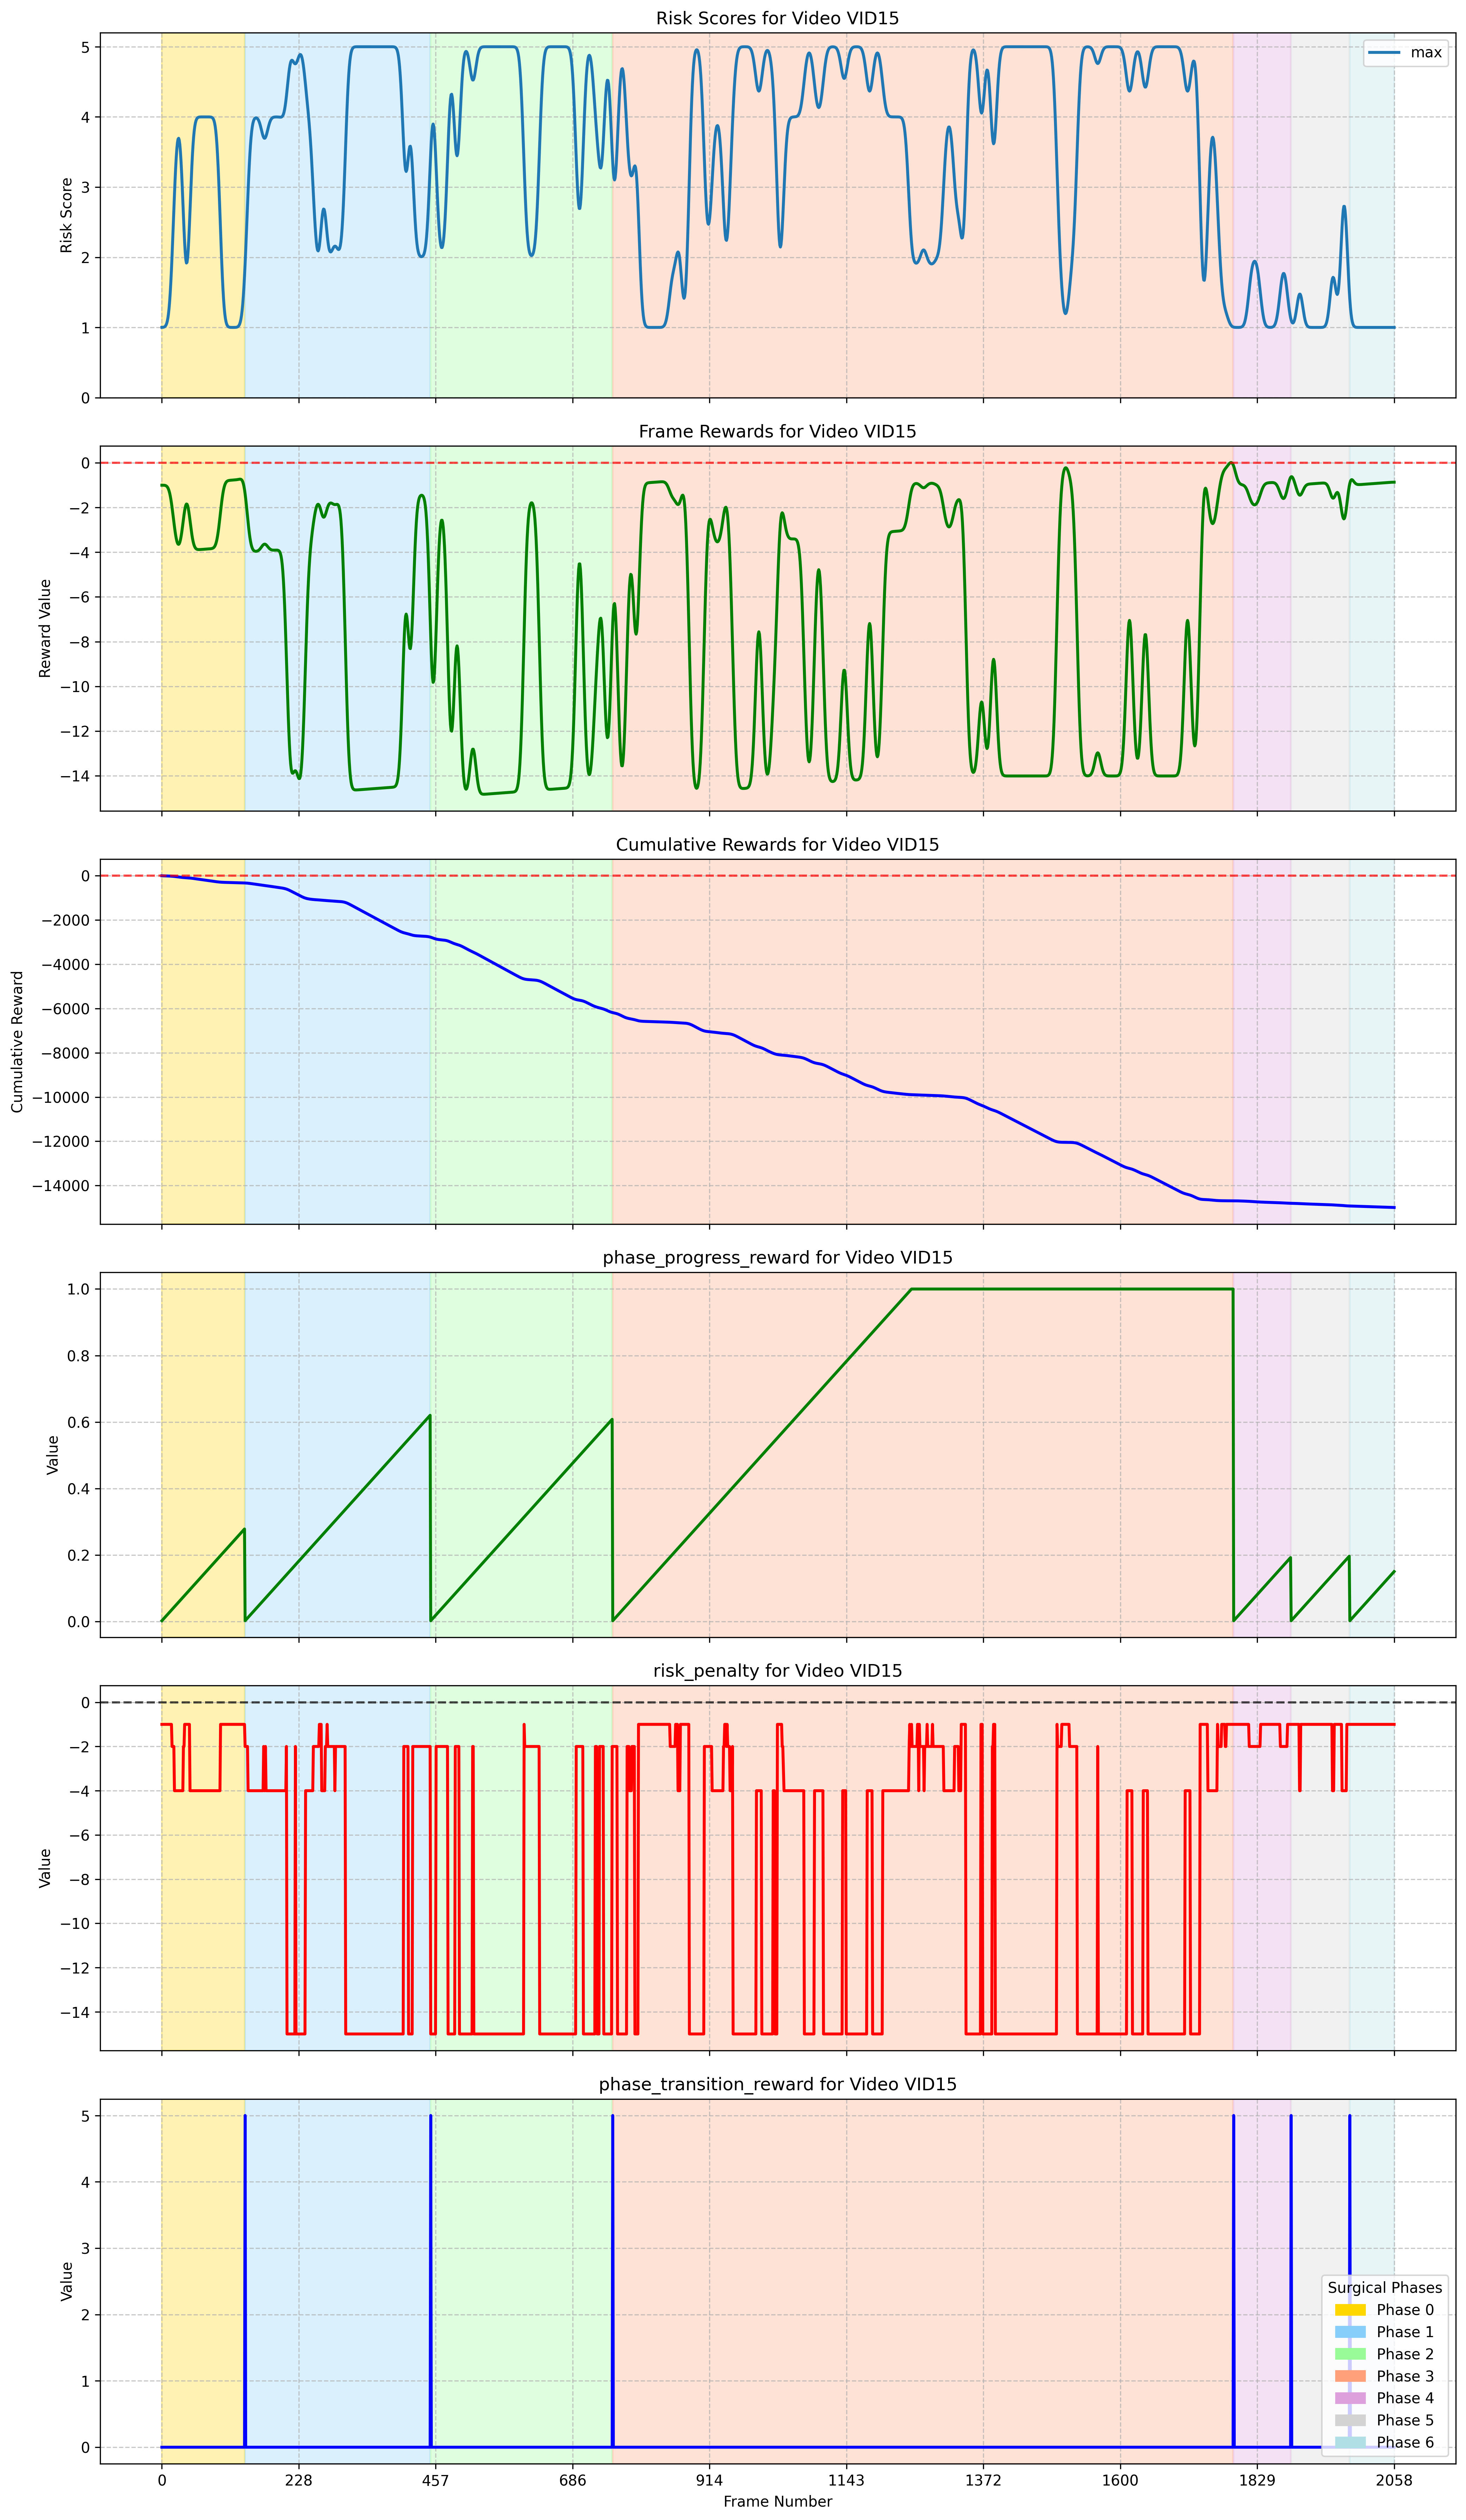 Risk Scores for Video VID15
max
Risk Score
5
4
3
2
1
0
Frame Rewards for Video VID15
Reward Value
0
−2
−4
−6
−8
−10
−12
−14
Cumulative Rewards for Video VID15
Cumulative Reward
0
−2000
−4000
−6000
−8000
−10000
−12000
−14000
phase_progress_reward for Video VID15
Value
1.0
0.8
0.6
0.4
0.2
0.0
risk_penalty for Video VID15
Value
0
−2
−4
−6
−8
−10
−12
−14
phase_transition_reward for Video VID15
Value
5
4
3
2
1
0
Surgical Phases
Phase 0
Phase 1
Phase 2
Phase 3
Phase 4
Phase 5
Phase 6
0 228 457 686 914 1143 1372 1600 1829 2058
Frame Number